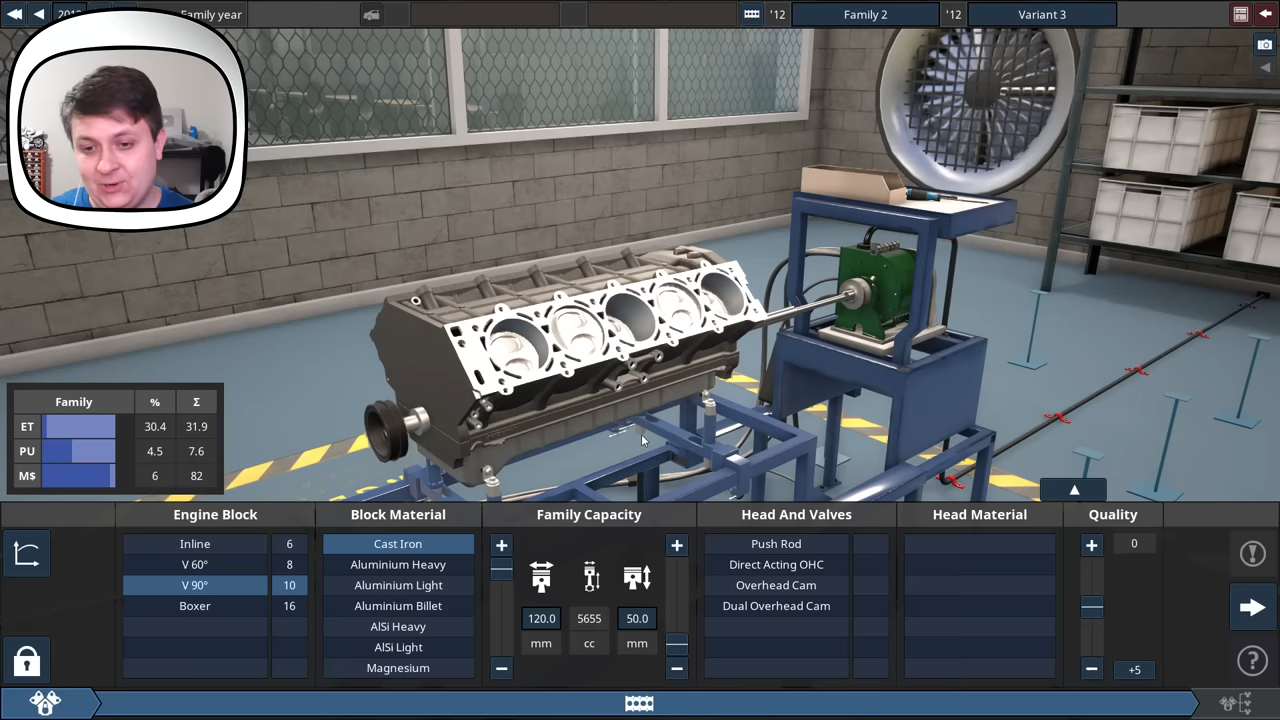 2012
Family year
'12
Family 2
'12
Variant 3
Family % Σ
ET 30.4 31.9
PU 4.5 7.6
M$ 6 82
Engine Block
Inline 6
V 60° 8
V 90° 10
Boxer 16
Block Material
Cast Iron
Aluminium Heavy
Aluminium Light
Aluminium Billet
AlSi Heavy
AlSi Light
Magnesium
Family Capacity
120.0 5655 50.0
mm cc mm
Head And Valves
Push Rod
Direct Acting OHC
Overhead Cam
Dual Overhead Cam
Head Material
Quality
0
+5